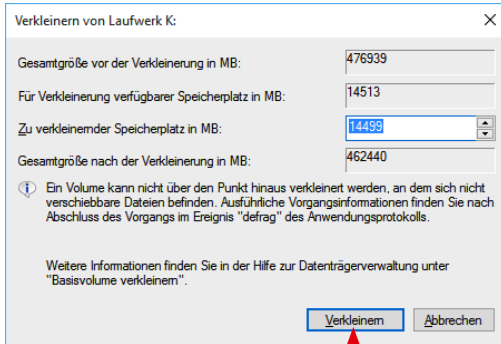 Verkleinern von Laufwerk K:
Gesamtgröße vor der Verkleinerung in MB: 476939
Für Verkleinerung verfügbarer Speicherplatz in MB: 14513
Zu verkleinernder Speicherplatz in MB: 14499
Gesamtgröße nach der Verkleinerung in MB: 462440
Ein Volume kann nicht über den Punkt hinaus verkleinert werden, an dem sich nicht
verschiebbare Dateien befinden. Ausführliche Vorgangsinformationen finden Sie nach
Abschluss des Vorgangs im Ereignis "defrag" des Anwendungsprotokolls.
Weitere Informationen finden Sie in der Hilfe zur Datenträgerverwaltung unter
"Basisvolume verkleinern".
Verkleinern Abbrechen